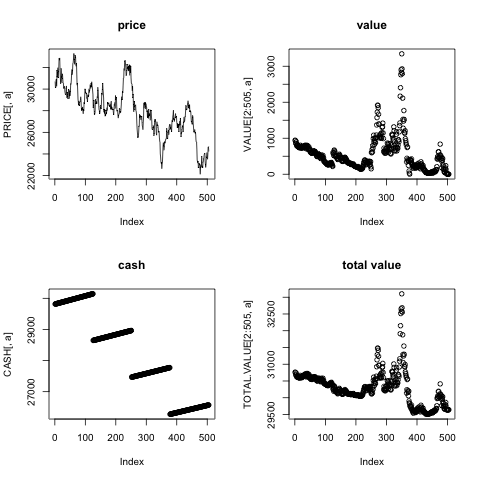 price
PRICE[, a]
22000 26000 30000
0 100 200 300 400 500
Index
value
VALUE[2:505, a]
0 1000 2000 3000
0 100 200 300 400 500
Index
cash
CASH[, a]
27000 29000
0 100 200 300 400 500
Index
total value
TOTAL.VALUE[2:505, a]
29500 31000 32500
0 100 200 300 400 500
Index